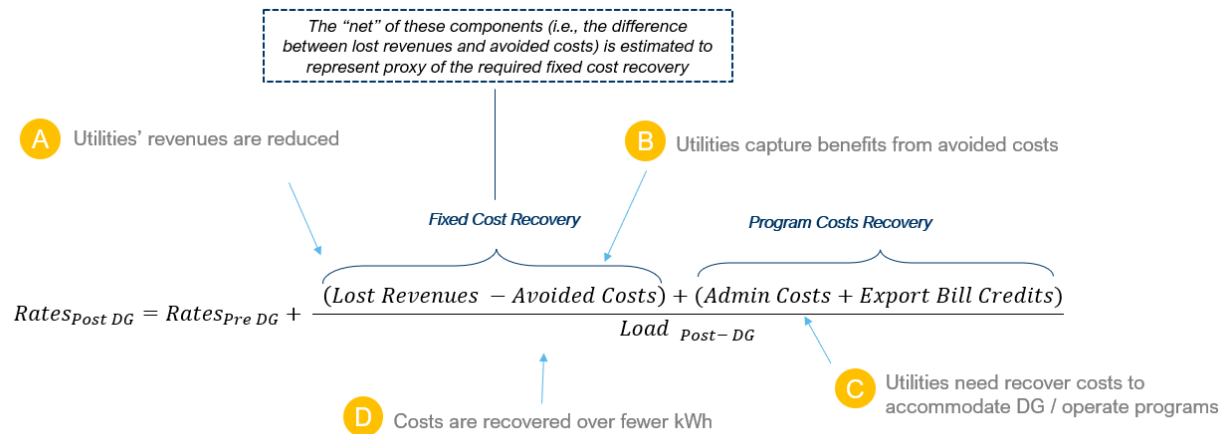 The “net” of these components (i.e., the difference
between lost revenues and avoided costs) is estimated to
represent proxy of the required fixed cost recovery
A Utilities’ revenues are reduced
B Utilities capture benefits from avoided costs
Fixed Cost Recovery
Program Costs Recovery
(Lost Revenues − Avoided Costs) + (Admin Costs + Export Bill Credits)
Rates Post DG = Rates Pre DG +
Load Post−DG
C Utilities need recover costs to
accommodate DG / operate programs
D Costs are recovered over fewer kWh